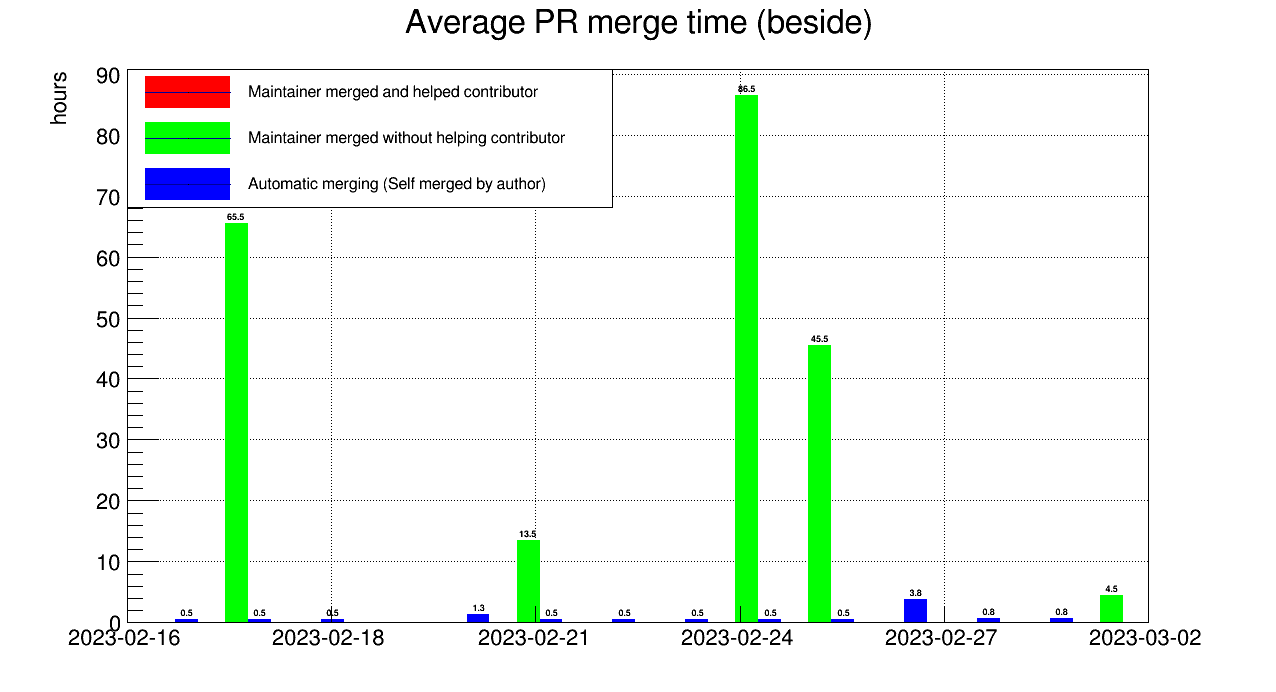 Average PR merge time (beside)
hours
90
80
70
60
50
40
30
20
10
0
Maintainer merged and helped contributor
Maintainer merged without helping contributor
Automatic merging (Self merged by author)
0.5 65.5 0.5 0.5 1.3 13.5 0.5 0.5 0.5 86.5 0.5 45.5 0.5 3.8 0.8 0.8 4.5
2023-02-16 2023-02-18 2023-02-21 2023-02-24 2023-02-27 2023-03-02